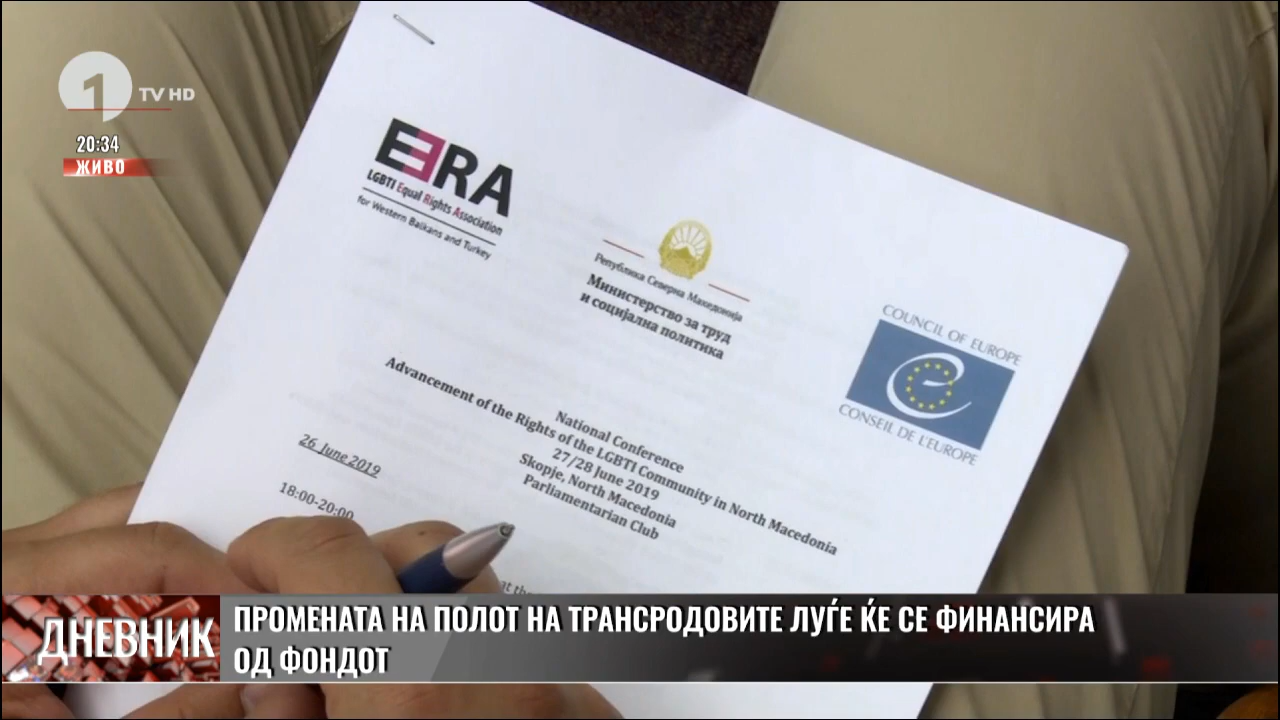 1 TV HD
20:34
ЖИВО
ERA
LGBTI Equal Rights Association
for Western Balkans and Turkey
Република Северна Македонија
Министерство за труд
и социјална политика
COUNCIL OF EUROPE
CONSEIL DE L'EUROPE
National Conference
Advancement of the Rights of the LGBTI Community in North Macedonia
27/28 June 2019
Skopje, North Macedonia
Parliamentarian Club
26 June 2019
18:00-20:00
at the
ДНЕВНИК
ПРОМЕНАТА НА ПОЛОТ НА ТРАНСРОДОВИТЕ ЛУЃЕ ЌЕ СЕ ФИНАНСИРА
ОД ФОНДОТ